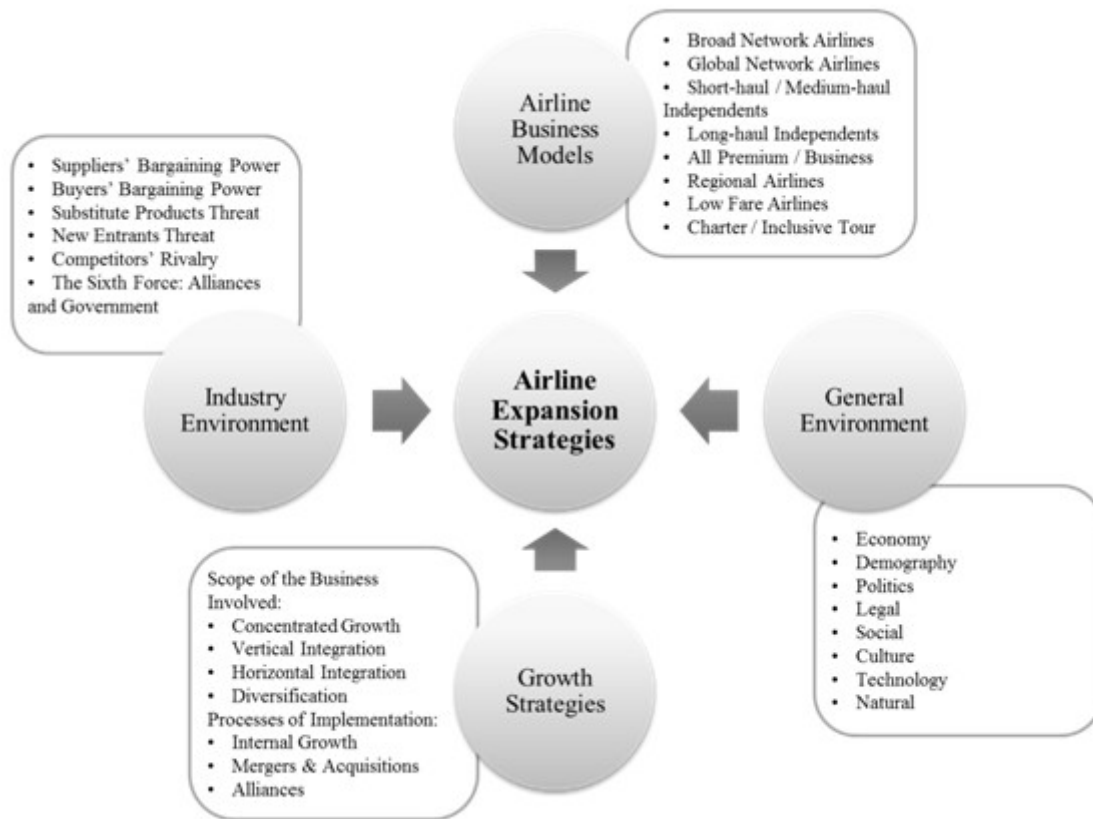 Airline
Business
Models
• Broad Network Airlines
• Global Network Airlines
• Short-haul / Medium-haul
Independents
• Long-haul Independents
• All Premium / Business
• Regional Airlines
• Low Fare Airlines
• Charter / Inclusive Tour
• Suppliers' Bargaining Power
• Buyers' Bargaining Power
• Substitute Products Threat
• New Entrants Threat
• Competitors' Rivalry
• The Sixth Force: Alliances
and Government
Industry
Environment
Airline
Expansion
Strategies
General
Environment
• Economy
• Demography
• Politics
• Legal
• Social
• Culture
• Technology
• Natural
Scope of the Business
Involved:
• Concentrated Growth
• Vertical Integration
• Horizontal Integration
• Diversification
Processes of Implementation:
• Internal Growth
• Mergers & Acquisitions
• Alliances
Growth
Strategies